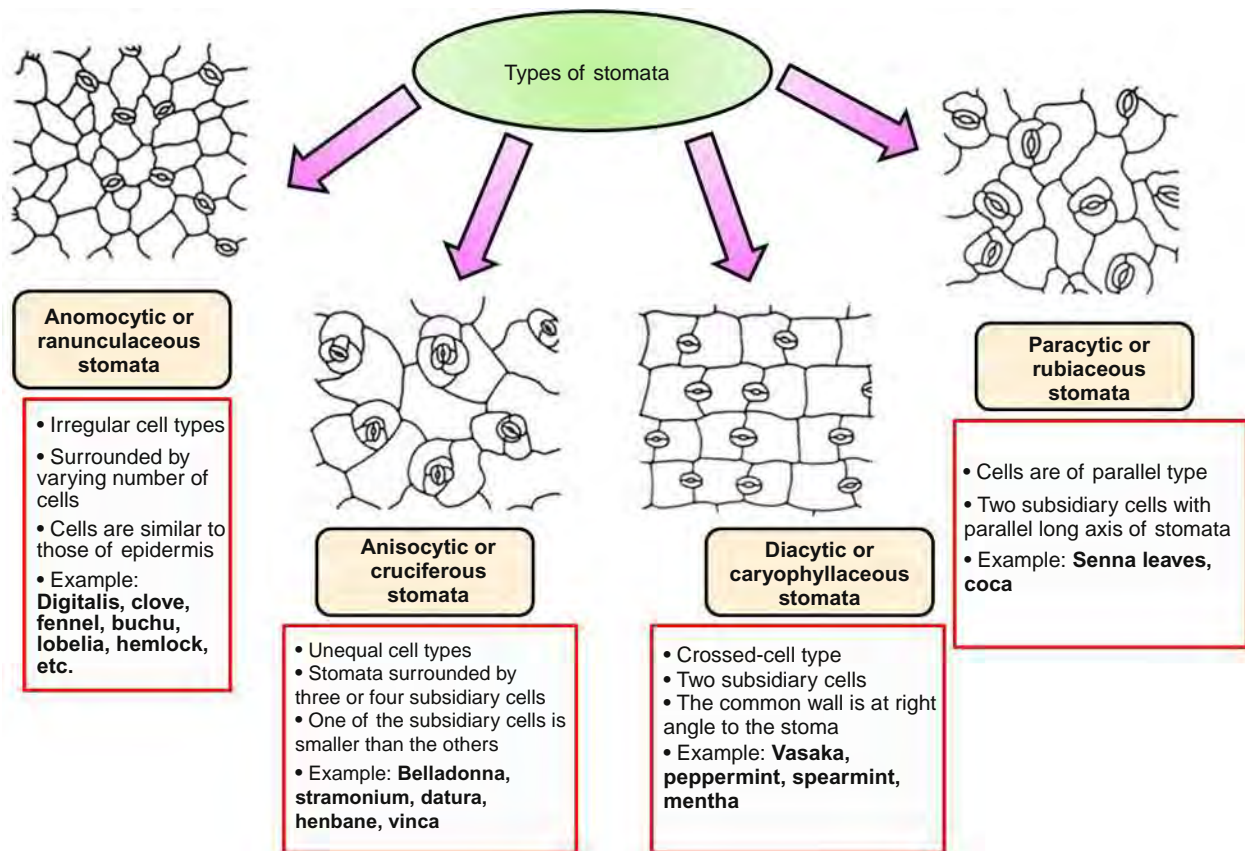 Types of stomata
Anomocytic or
ranunculaceous
stomata
• Irregular cell types
• Surrounded by
varying number of
cells
• Cells are similar to
those of epidermis
• Example:
Digitalis, clove,
fennel, buchu,
lobelia, hemlock,
etc.
Anisocytic or
cruciferous
stomata
• Unequal cell types
• Stomata surrounded by
three or four subsidiary cells
• One of the subsidiary cells is
smaller than the others
• Example: Belladonna,
stramonium, datura,
henbane, vinca
Diacytic or
caryophyllaceous
stomata
• Crossed-cell type
• Two subsidiary cells
• The common wall is at right
angle to the stoma
• Example: Vasaka,
peppermint, spearmint,
mentha
Paracytic or
rubiaceous
stomata
• Cells are of parallel type
• Two subsidiary cells with
parallel long axis of stomata
• Example: Senna leaves,
coca